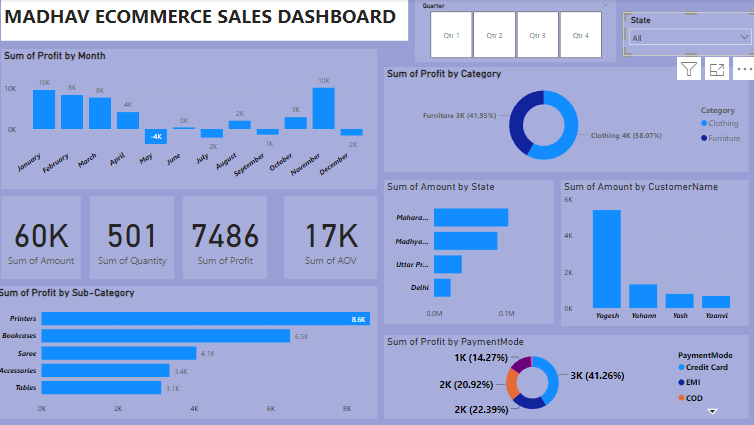 MADHAV ECOMMERCE SALES DASHBOARD
Quarter
Qtr 1
Qtr 2
Qtr 3
Qtr 4
State
All
Sum of Profit by Month
10K
0K
10K
8K
8K
4K
-4K
0K
2K
2K
1K
3K
10K
2K
January
February
March
April
May
June
July
August
September
October
November
December
Sum of Profit by Category
Furniture 3K (41.93%)
Clothing 4K (58.07%)
Category
Clothing
Furniture
60K
Sum of Amount
501
Sum of Quantity
7486
Sum of Profit
17K
Sum of AOV
Sum of Amount by State
Mahara...
Madhya...
Uttar Pr...
Delhi
0.0M
0.1M
Sum of Amount by CustomerName
6K
4K
2K
0K
Yogesh
Yohann
Yash
Yaanvi
Sum of Profit by Sub-Category
Printers
8.6K
Bookcases
6.5K
Saree
4.1K
Accessories
3.4K
Tables
3.1K
0K
2K
4K
6K
8K
Sum of Profit by PaymentMode
1K (14.27%)
2K (20.92%)
2K (22.39%)
3K (41.26%)
PaymentMode
Credit Card
EMI
COD